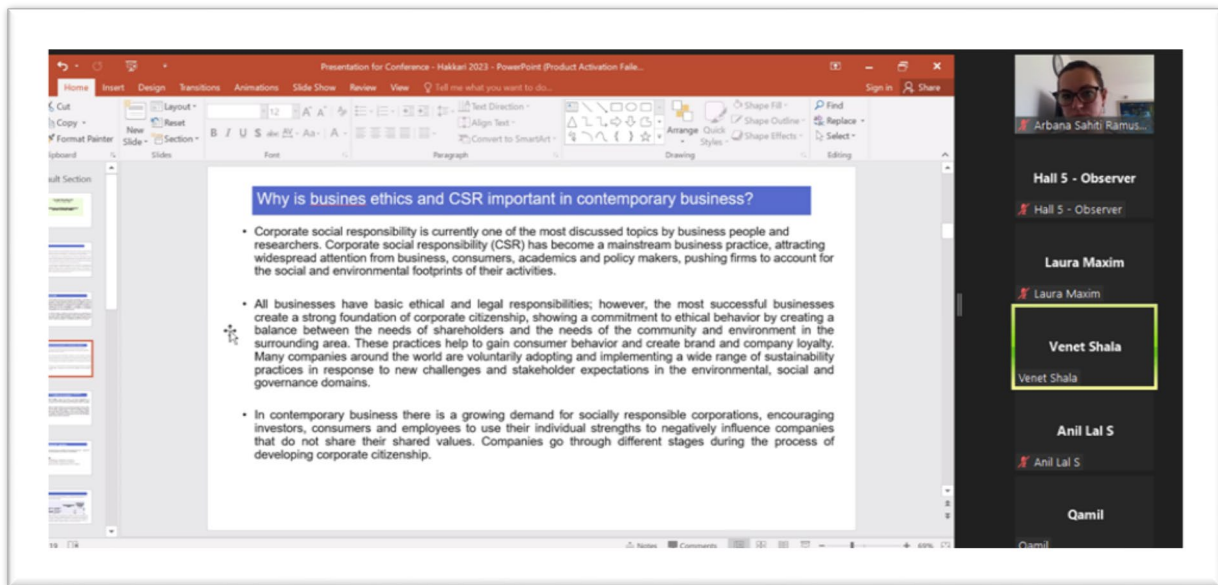 Presentation for Conference - Hakkari 2023 - PowerPoint (Product Activation Faile...
Home Insert Design Transitions Animations Slide Show Review View Tell me what you want to do... Sign in Share
Cut
Copy
Format Painter
New Slide
Layout
Reset
Section
12
Text Direction
Align Text
Convert to SmartArt
Arrange
Quick Styles
Shape Fill
Shape Outline
Shape Effects
Find
Replace
Select
Slides Font Paragraph Drawing Editing
Section
Why is busines ethics and CSR important in contemporary business?
• Corporate social responsibility is currently one of the most discussed topics by business people and
researchers. Corporate social responsibility (CSR) has become a mainstream business practice, attracting
widespread attention from business, consumers, academics and policy makers, pushing firms to account for
the social and environmental footprints of their activities.
• All businesses have basic ethical and legal responsibilities; however, the most successful businesses
create a strong foundation of corporate citizenship, showing a commitment to ethical behavior by creating a
balance between the needs of shareholders and the needs of the community and environment in the
surrounding area. These practices help to gain consumer behavior and create brand and company loyalty.
Many companies around the world are voluntarily adopting and implementing a wide range of sustainability
practices in response to new challenges and stakeholder expectations in the environmental, social and
governance domains.
• In contemporary business there is a growing demand for socially responsible corporations, encouraging
investors, consumers and employees to use their individual strengths to negatively influence companies
that do not share their shared values. Companies go through different stages during the process of
developing corporate citizenship.
Notes Comments 69%
Arbana Sahiti Ramus...
Hall 5 - Observer
Hall 5 - Observer
Laura Maxim
Laura Maxim
Venet Shala
Venet Shala
Anil Lal S
Anil Lal S
Qamil
Qamil